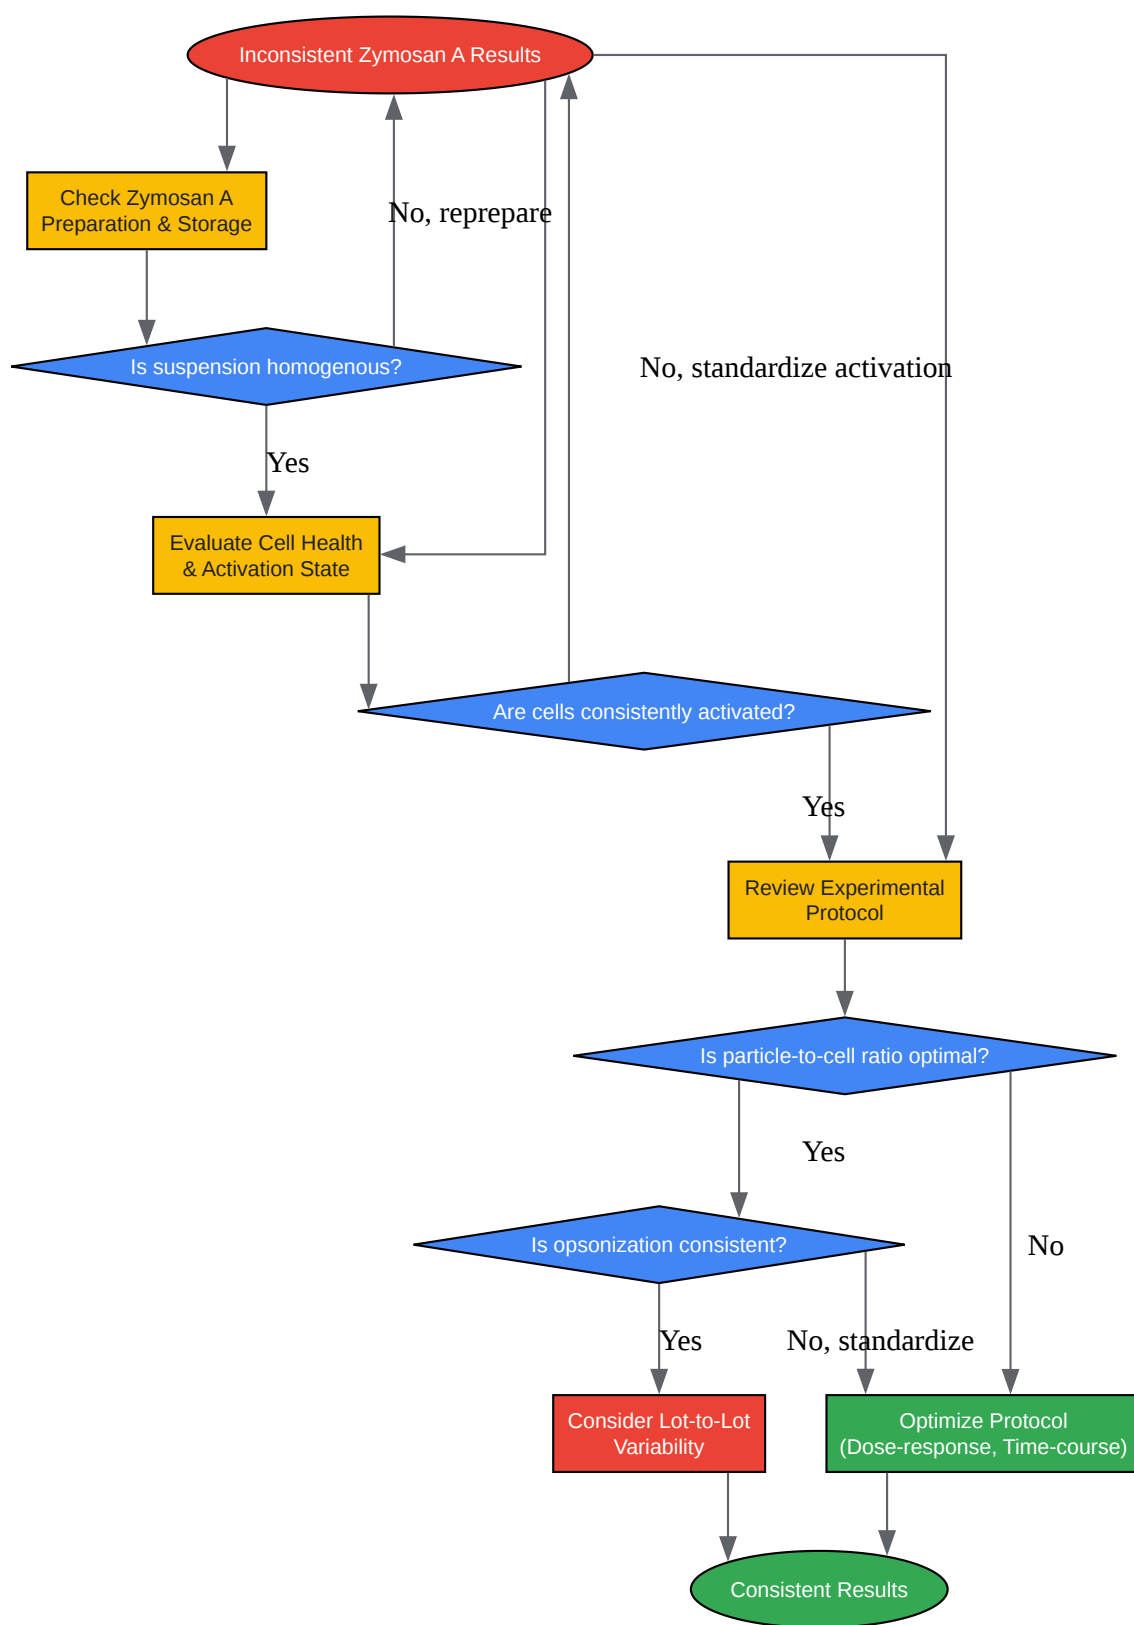 Inconsistent Zymosan A Results
Check Zymosan A
Preparation & Storage
No, reprepare
Is suspension homogenous?
No, standardize activation
Yes
Evaluate Cell Health
& Activation State
Are cells consistently activated?
Yes
Review Experimental
Protocol
Is particle-to-cell ratio optimal?
Yes
Is opsonization consistent?
No
Yes
No, standardize
Consider Lot-to-Lot
Variability
Optimize Protocol
(Dose-response, Time-course)
Consistent Results